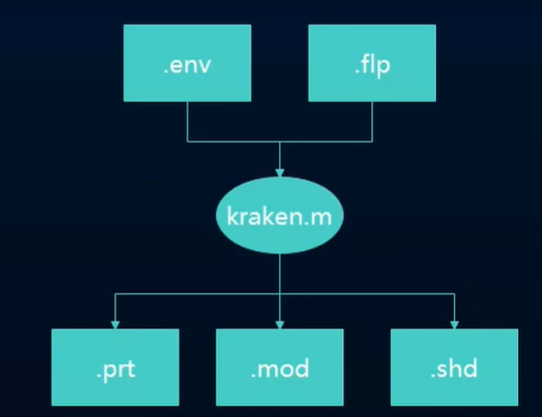 .env
.flp
kraken.m
.prt
.mod
.shd